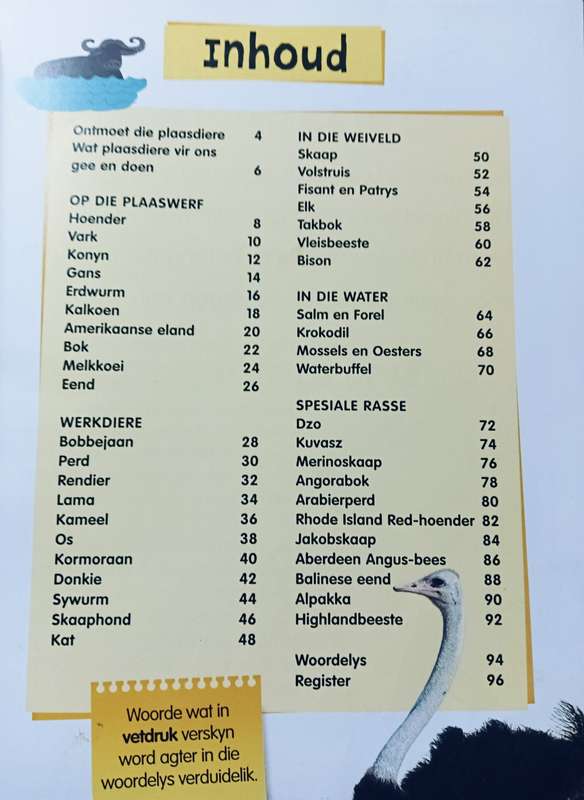 Inhoud
Ontmoet die plaasdiere 4
Wat plaasdiere vir ons
gee en doen 6
OP DIE PLAASWERF
Hoender 8
Vark 10
Konyn 12
Gans 14
Erdwurm 16
Kalkoen 18
Amerikaanse eland 20
Bok 22
Melkkoei 24
Eend 26
WERKDIERE
Bobbejaan 28
Perd 30
Rendier 32
Lama 34
Kameel 36
Os 38
Kormoraan 40
Donkie 42
Sywurm 44
Skaaphond 46
Kat 48
IN DIE WEIVELD
Skaap 50
Volstruis 52
Fisant en Patrys 54
Elk 56
Takbok 58
Vleisbeeste 60
Bison 62
IN DIE WATER
Salm en Forel 64
Krokodil 66
Mossels en Oesters 68
Waterbuffel 70
SPESIALE RASSE
Dzo 72
Kuvasz 74
Merinoskaap 76
Angorabok 78
Arabierperd 80
Rhode Island Red-hoender 82
Jakobskaap 84
Aberdeen Angus-bees 86
Balinese eend 88
Alpakka 90
Highlandbeeste 92
Woordelys 94
Register 96
Woorde wat in
vetdruk verskyn
word agter in die
woordelys verduidelik.